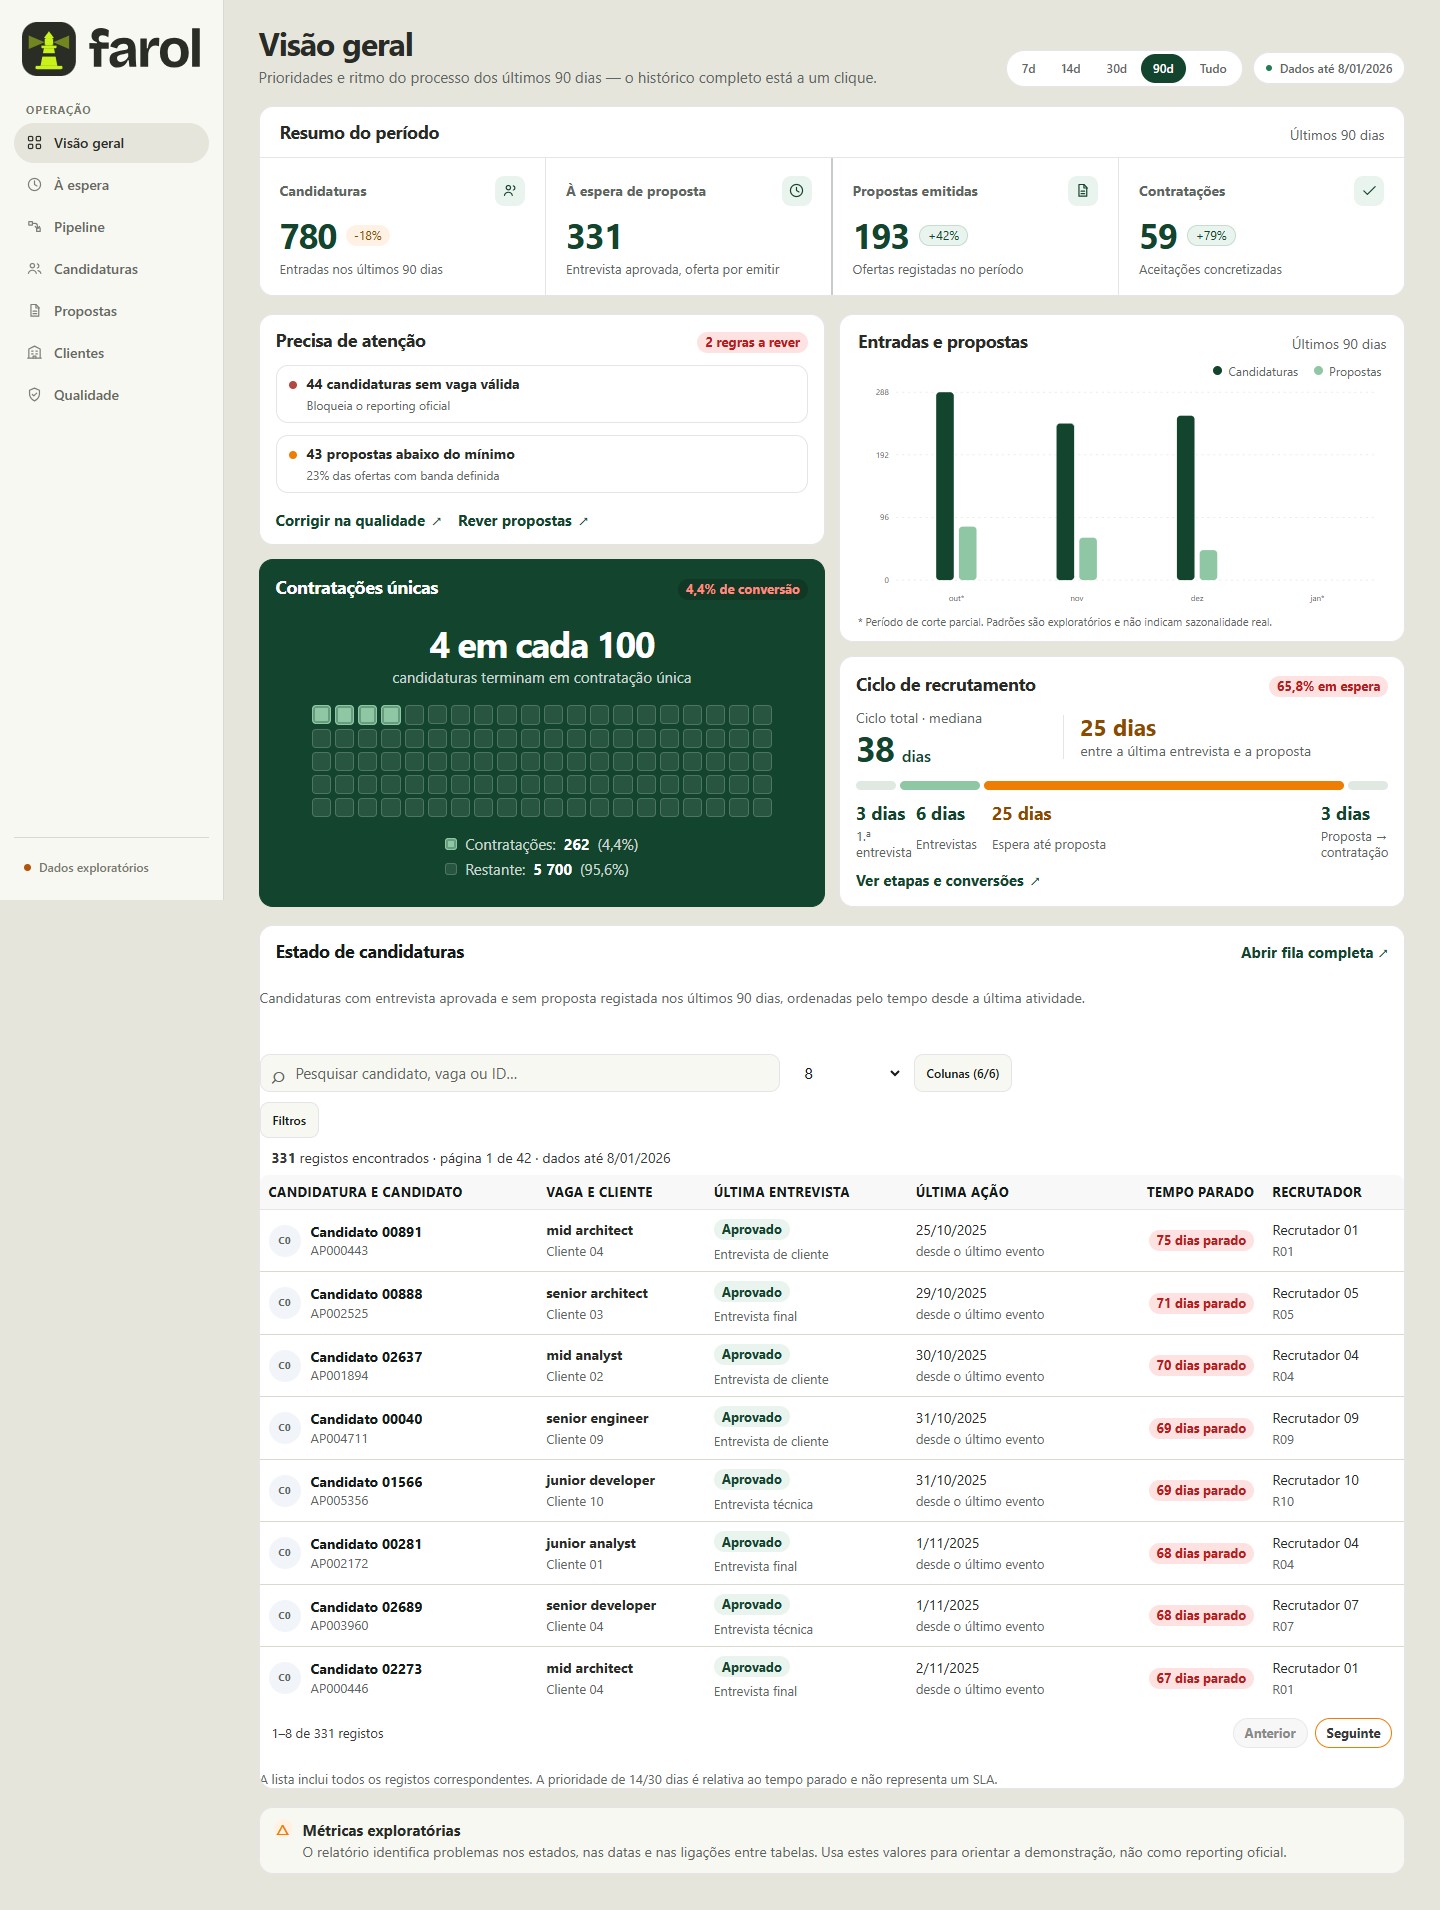 farol
OPERAÇÃO
Visão geral
À espera
Pipeline
Candidaturas
Propostas
Clientes
Qualidade
Dados exploratórios
Visão geral
Prioridades e ritmo do processo dos últimos 90 dias — o histórico completo está a um clique.
7d 14d 30d 90d Tudo
Dados até 8/01/2026
Resumo do período
Últimos 90 dias
Candidaturas
780 -18%
Entradas nos últimos 90 dias
À espera de proposta
331
Entrevista aprovada, oferta por emitir
Propostas emitidas
193 +42%
Ofertas registadas no período
Contratações
59 +79%
Aceitações concretizadas
Precisa de atenção
2 regras a rever
44 candidaturas sem vaga válida
Bloqueia o reporting oficial
43 propostas abaixo do mínimo
23% das ofertas com banda definida
Corrigir na qualidade ↗ Rever propostas ↗
Entradas e propostas
Últimos 90 dias
Candidaturas Propostas
288
192
96
0
out* nov dez jan*
* Período de corte parcial. Padrões são exploratórios e não indicam sazonalidade real.
Contratações únicas
4,4% de conversão
4 em cada 100
candidaturas terminam em contratação única
Contratações: 262 (4,4%)
Restante: 5 700 (95,6%)
Ciclo de recrutamento
65,8% em espera
Ciclo total · mediana
38 dias
25 dias
entre a última entrevista e a proposta
3 dias
1.ª
entrevista
6 dias
Entrevistas
25 dias
Espera até proposta
3 dias
Proposta →
contratação
Ver etapas e conversões ↗
Estado de candidaturas
Abrir fila completa ↗
Candidaturas com entrevista aprovada e sem proposta registada nos últimos 90 dias, ordenadas pelo tempo desde a última atividade.
Pesquisar candidato, vaga ou ID...
8
Colunas (6/6)
Filtros
331 registos encontrados · página 1 de 42 · dados até 8/01/2026
CANDIDATURA E CANDIDATO VAGA E CLIENTE ÚLTIMA ENTREVISTA ÚLTIMA AÇÃO TEMPO PARADO RECRUTADOR
C0 Candidato 00891 mid architect Aprovado 25/10/2025 75 dias parado Recrutador 01
AP000443 Cliente 04 Entrevista de cliente desde o último evento R01
C0 Candidato 00888 senior architect Aprovado 29/10/2025 71 dias parado Recrutador 05
AP002525 Cliente 03 Entrevista final desde o último evento R05
C0 Candidato 02637 mid analyst Aprovado 30/10/2025 70 dias parado Recrutador 04
AP001894 Cliente 02 Entrevista de cliente desde o último evento R04
C0 Candidato 00040 senior engineer Aprovado 31/10/2025 69 dias parado Recrutador 09
AP004711 Cliente 09 Entrevista de cliente desde o último evento R09
C0 Candidato 01566 junior developer Aprovado 31/10/2025 69 dias parado Recrutador 10
AP005356 Cliente 10 Entrevista técnica desde o último evento R10
C0 Candidato 00281 junior analyst Aprovado 1/11/2025 68 dias parado Recrutador 04
AP002172 Cliente 01 Entrevista final desde o último evento R04
C0 Candidato 02689 senior developer Aprovado 1/11/2025 68 dias parado Recrutador 07
AP003960 Cliente 04 Entrevista técnica desde o último evento R07
C0 Candidato 02273 mid architect Aprovado 2/11/2025 67 dias parado Recrutador 01
AP000446 Cliente 04 Entrevista final desde o último evento R01
1–8 de 331 registos
Anterior Seguinte
A lista inclui todos os registos correspondentes. A prioridade de 14/30 dias é relativa ao tempo parado e não representa um SLA.
Métricas exploratórias
O relatório identifica problemas nos estados, nas datas e nas ligações entre tabelas. Usa estes valores para orientar a demonstração, não como reporting oficial.